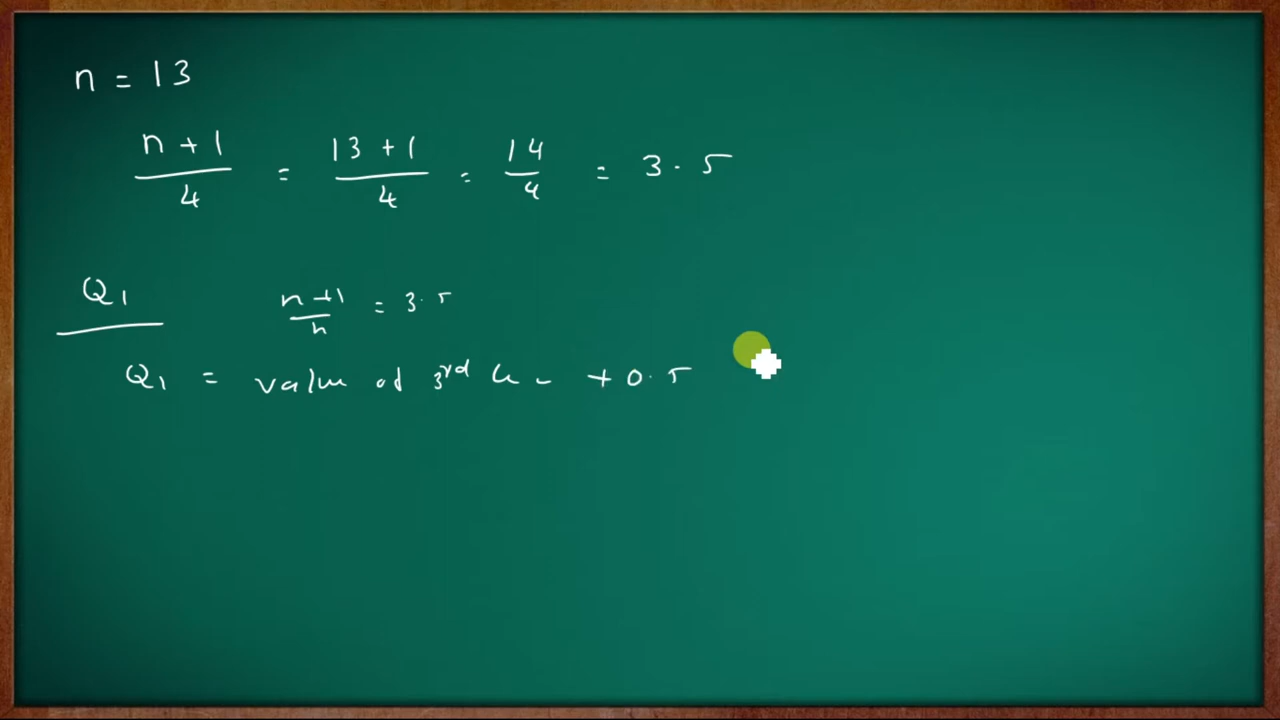 n = 13
n + 1 / 4 = 13 + 1 / 4 = 14 / 4 = 3.5
Q1 n+1 / n = 3.5
Q1 = value of 3rd + 0.5